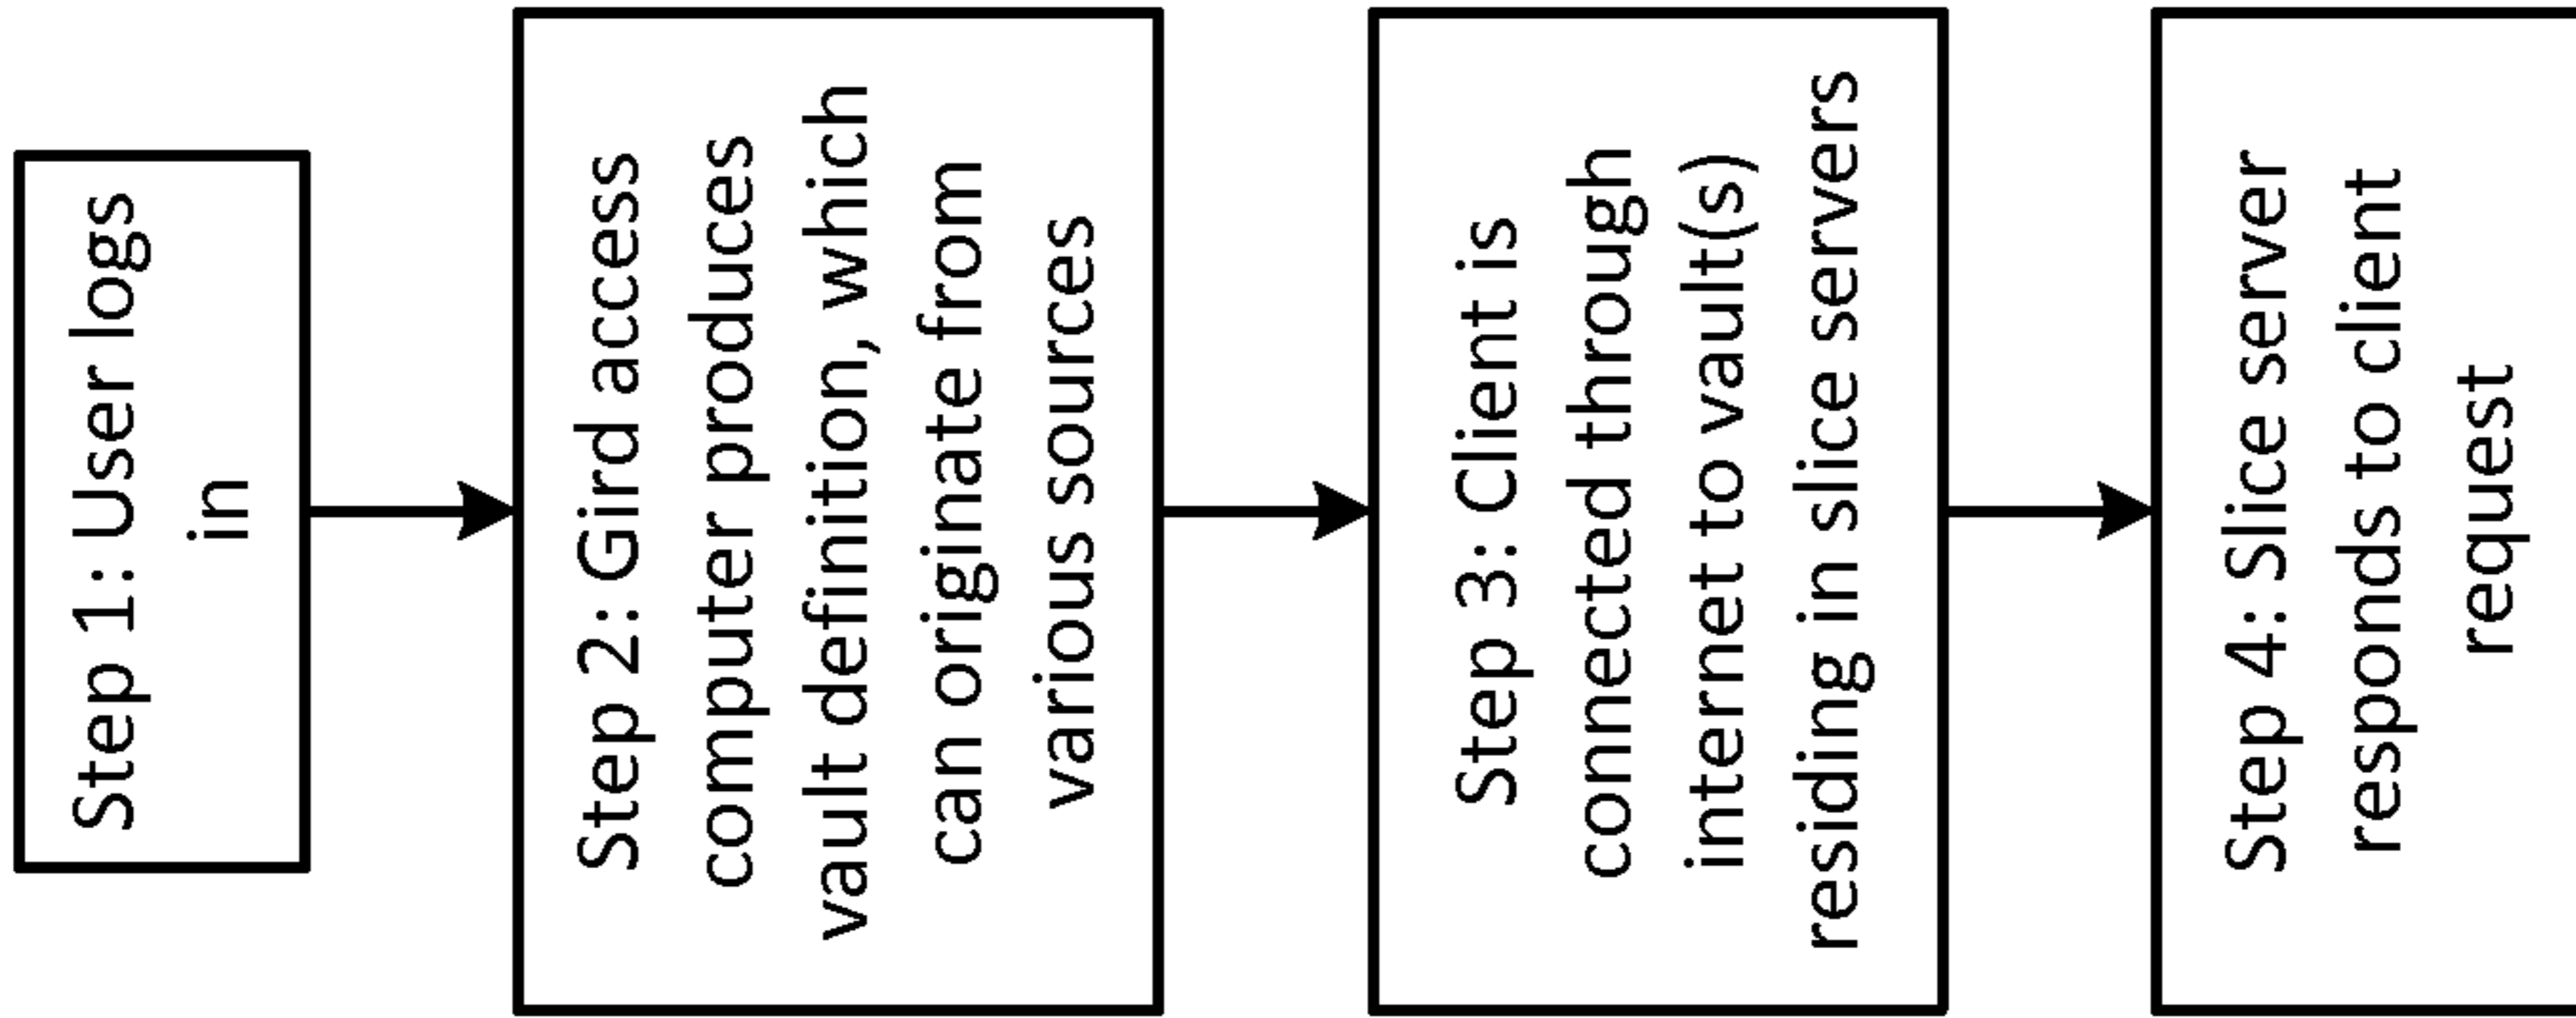 Step 1: User logs
in
Step 2: Gird access
computer produces
vault definition, which
can originate from
various sources
Step 3: Client is
connected through
internet to vault(s)
residing in slice servers
Step 4: Slice server
responds to client
request